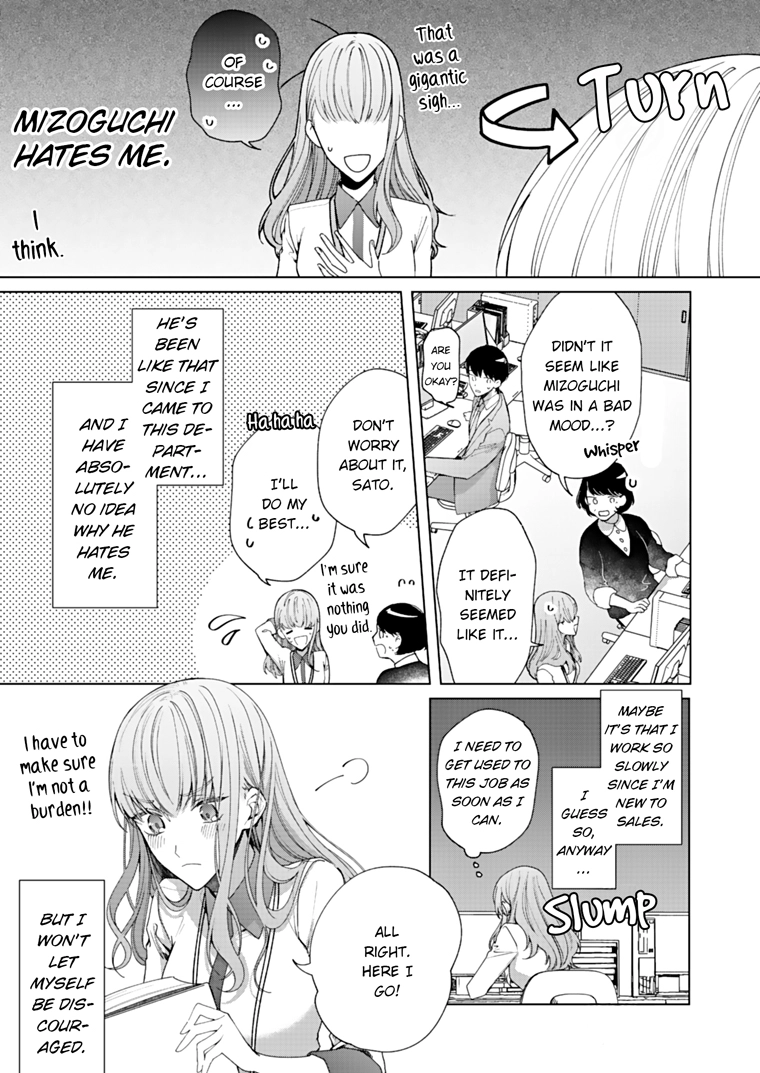 Turn
That
was a
gigantic
sigh...
OF
COURSE
...
MIZOGUCHI
HATES ME.
I
think.
DIDN'T IT
SEEM LIKE
MIZOGUCHI
WAS IN A BAD
MOOD...?
Whisper
ARE
YOU
OKAY?
IT DEFI-
NITELY
SEEMED
LIKE IT...
DON'T
WORRY
ABOUT IT,
SATO.
I'm sure
it was
nothing
you did.
Ha ha ha
I'LL
DO MY
BEST...
HE'S
BEEN
LIKE THAT
SINCE I
CAME TO
THIS DE-
PART-
MENT...
AND I
HAVE
ABSO-
LUTELY
NO IDEA
WHY HE
HATES
ME.
MAYBE
IT'S THAT I
WORK SO
SLOWLY
SINCE I'M
NEW TO
SALES.
I
GUESS
SO,
ANYWAY
...
I NEED TO
GET USED TO
THIS JOB AS
SOON AS I
CAN.
Slump
I have to
make sure
I'm not a
burden!!
ALL
RIGHT.
HERE I
GO!
BUT I
WON'T
LET
MYSELF
BE DIS-
COUR-
AGED.